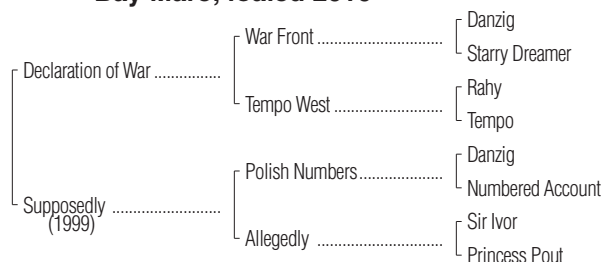 Bay Mare; foaled
Danzig
War Front
Starry Dreamer
Declaration of War
Rahy
Tempo West
Tempo
Danzig
Polish Numbers
Numbered Account
Supposedly
(1999)
Sir Ivor
Allegedly
Princess Pout